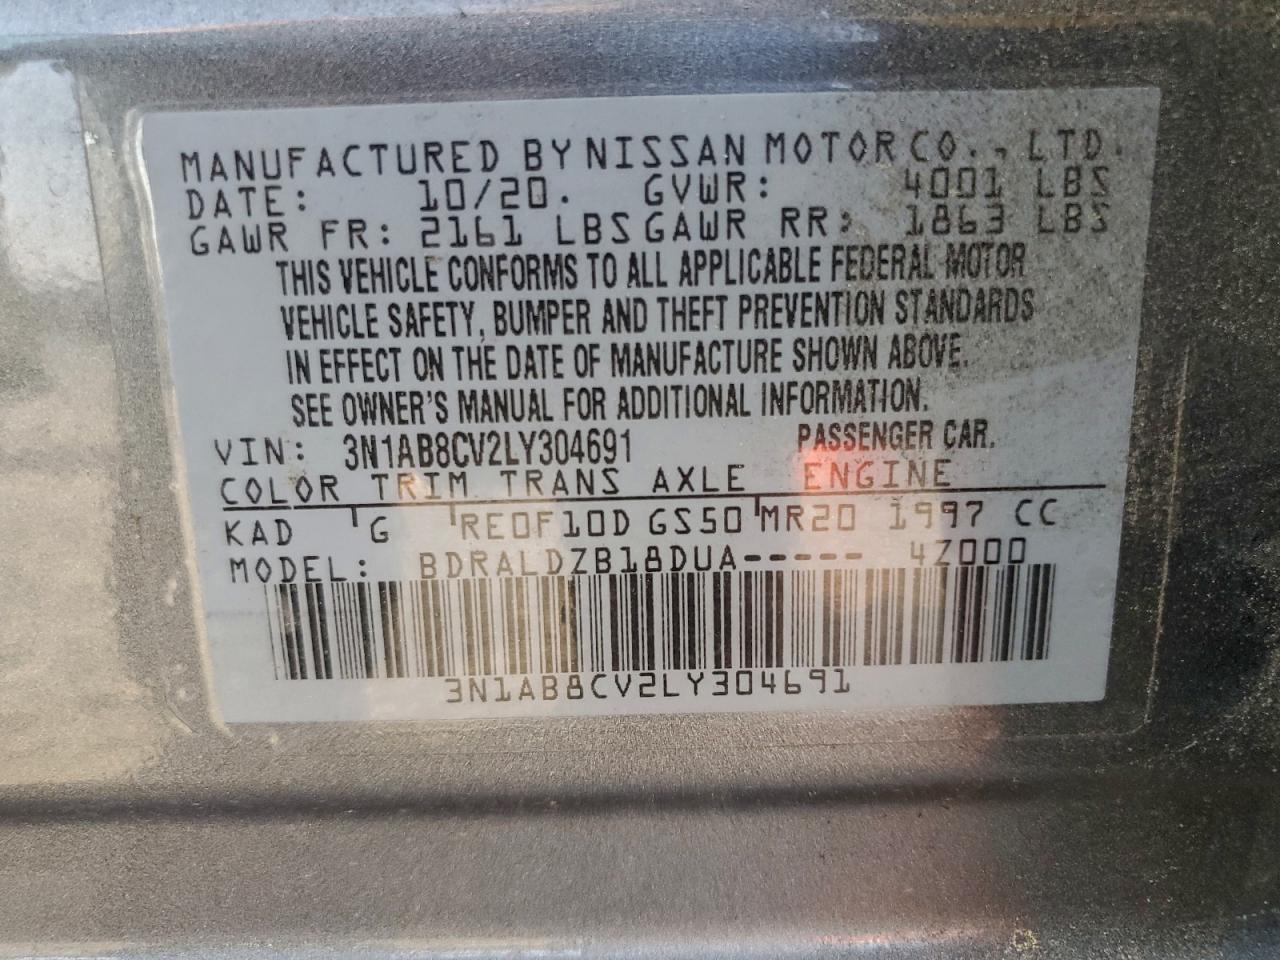 MANUFACTURED BY NISSAN MOTOR CO., LTD.
DATE: 10/20. GVWR: 4001 LBS
GAWR FR: 2161 LBS GAWR RR: 1863 LBS
THIS VEHICLE CONFORMS TO ALL APPLICABLE FEDERAL MOTOR
VEHICLE SAFETY, BUMPER AND THEFT PREVENTION STANDARDS
IN EFFECT ON THE DATE OF MANUFACTURE SHOWN ABOVE.
SEE OWNER'S MANUAL FOR ADDITIONAL INFORMATION.
VIN: 3N1AB8CV2LY304691 PASSENGER CAR.
COLOR TRIM TRANS AXLE ENGINE
KAD G RE0F10D GS50 MR20 1997 CC
MODEL: BDRALDZB18DUA----- 4Z000
3N1AB8CV2LY304691